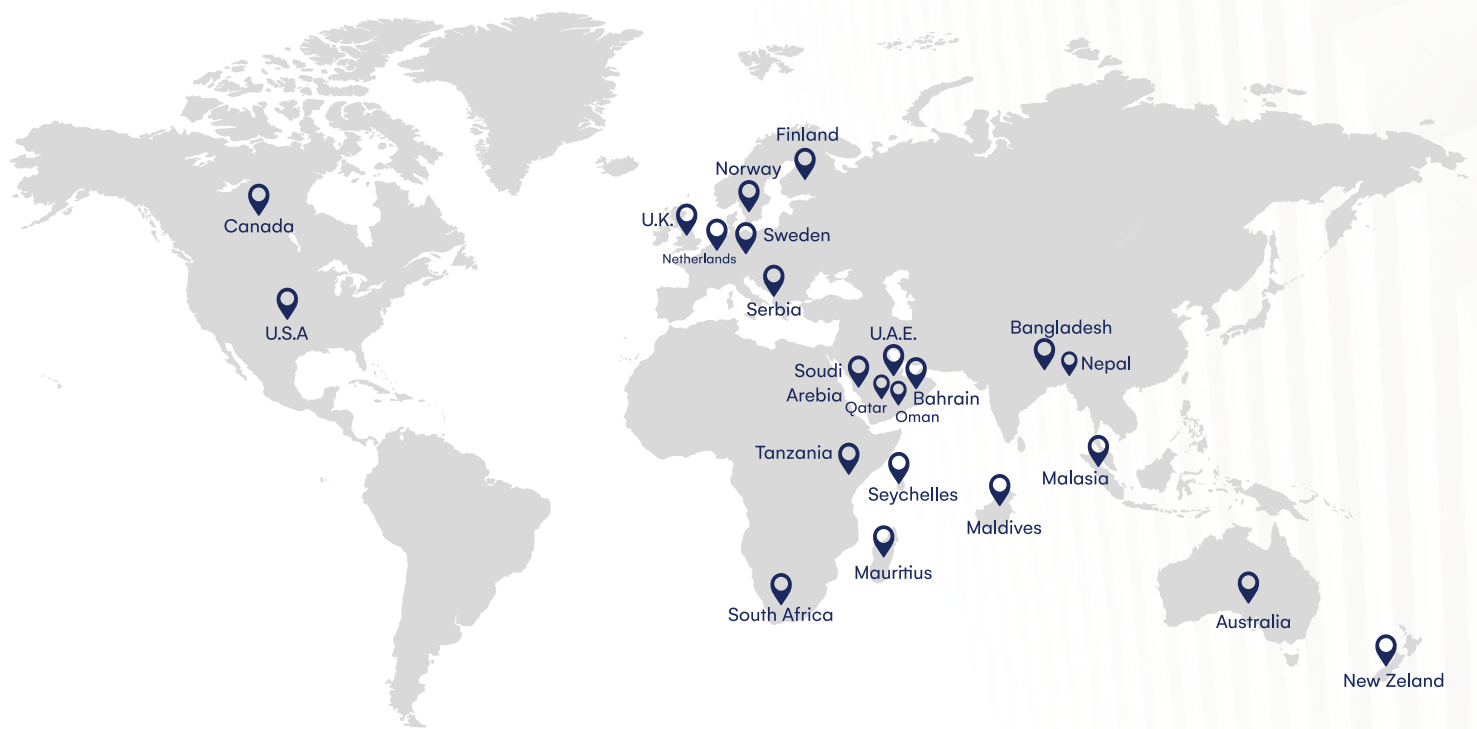 Finland
Norway
Canada
U.K.
Sweden
Netherlands
Serbia
U.S.A
Bangladesh
U.A.E.
Nepal
Soudi
Arebia
Qatar
Bahrain
Oman
Tanzania
Seychelles
Malasia
Maldives
Mauritius
South Africa
Australia
New Zeland